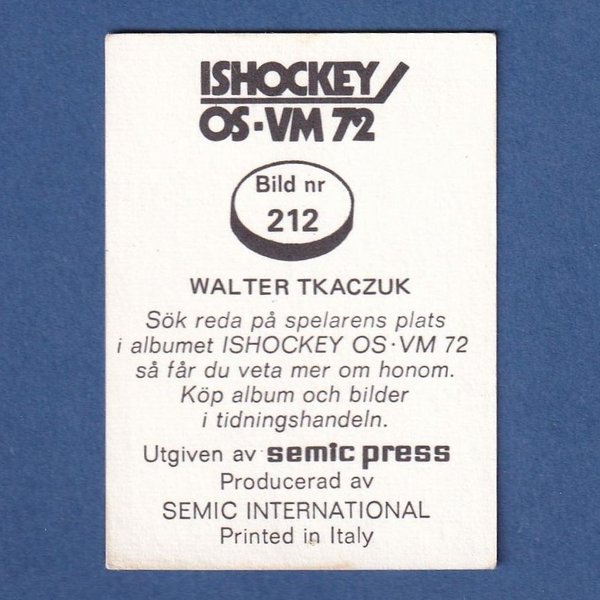 ISHOCKEY
OS·VM 72
Bild nr
212
WALTER TKACZUK
Sök reda på spelarens plats
i albumet ISHOCKEY OS·VM 72
så får du veta mer om honom.
Köp album och bilder
i tidningshandeln.
Utgiven av semic press
Producerad av
SEMIC INTERNATIONAL
Printed in Italy